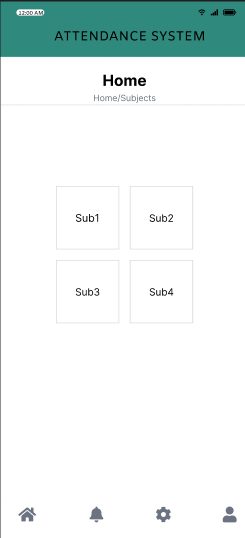 12:00 AM
ATTENDANCE SYSTEM
Home
Home/Subjects
Sub1 Sub2
Sub3 Sub4